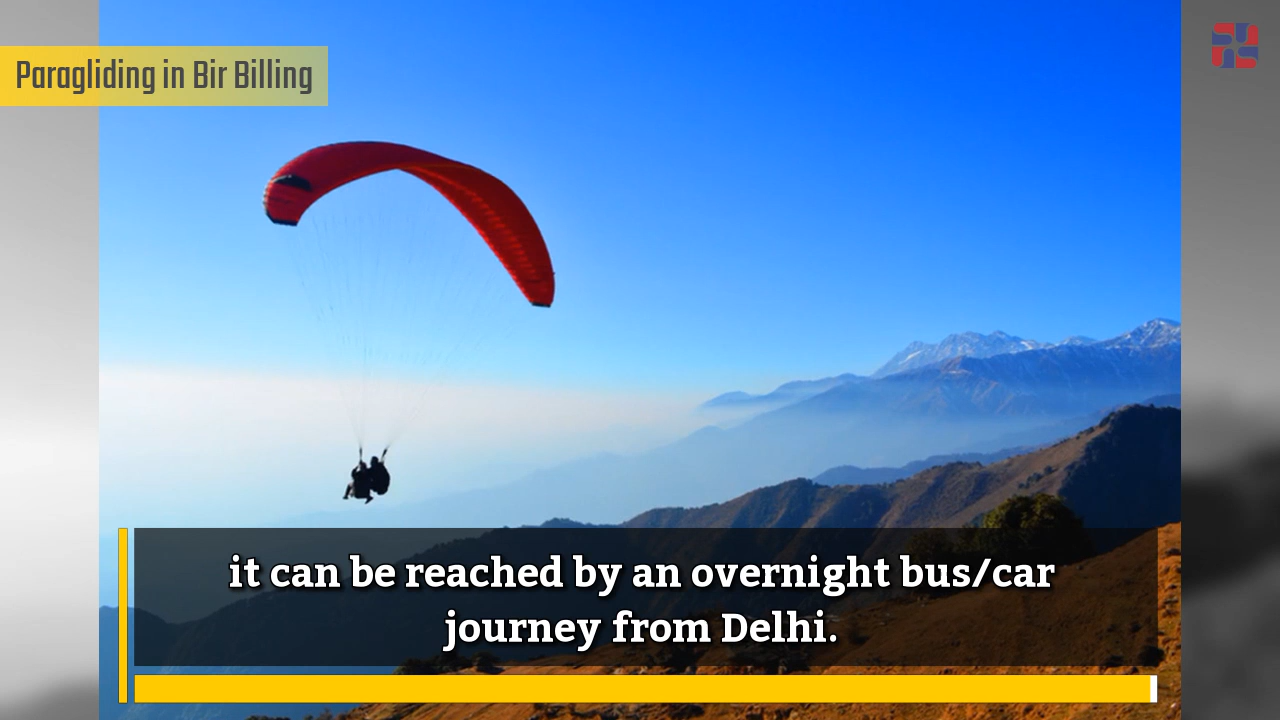 Paragliding in Bir Billing
it can be reached by an overnight bus/car
journey from Delhi.